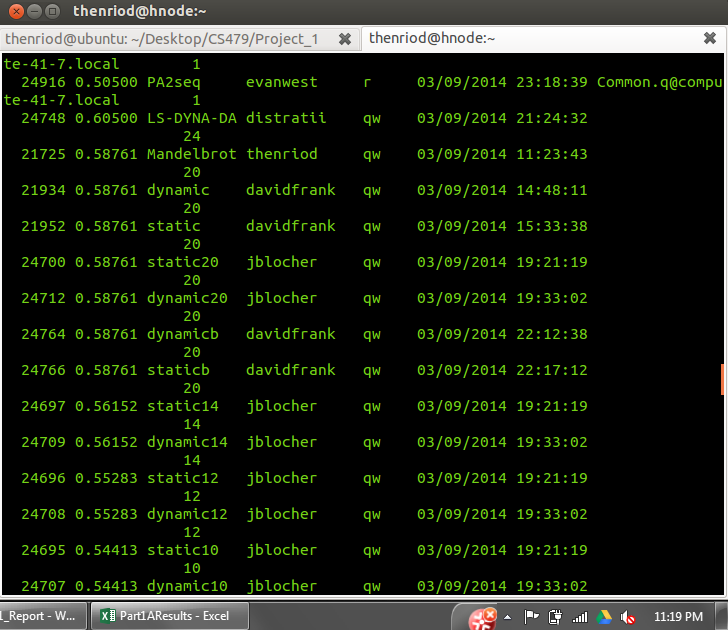 thenriod@hnode:~
thenriod@ubuntu: ~/Desktop/CS479/Project_1
thenriod@hnode:~
te-41-7.local 1
24916 0.50500 PA2seq evanwest r 03/09/2014 23:18:39 Common.q@compu
te-41-7.local 1
24748 0.60500 LS-DYNA-DA distratii qw 03/09/2014 21:24:32
24
21725 0.58761 Mandelbrot thenriod qw 03/09/2014 11:23:43
20
21934 0.58761 dynamic davidfrank qw 03/09/2014 14:48:11
20
21952 0.58761 static davidfrank qw 03/09/2014 15:33:38
20
24700 0.58761 static20 jblocher qw 03/09/2014 19:21:19
20
24712 0.58761 dynamic20 jblocher qw 03/09/2014 19:33:02
20
24764 0.58761 dynamicb davidfrank qw 03/09/2014 22:12:38
20
24766 0.58761 staticb davidfrank qw 03/09/2014 22:17:12
20
24697 0.56152 static14 jblocher qw 03/09/2014 19:21:19
14
24709 0.56152 dynamic14 jblocher qw 03/09/2014 19:33:02
14
24696 0.55283 static12 jblocher qw 03/09/2014 19:21:19
12
24708 0.55283 dynamic12 jblocher qw 03/09/2014 19:33:02
12
24695 0.54413 static10 jblocher qw 03/09/2014 19:21:19
10
24707 0.54413 dynamic10 jblocher qw 03/09/2014 19:33:02
1_Report - W...
Part1AResults - Excel
11:19 PM